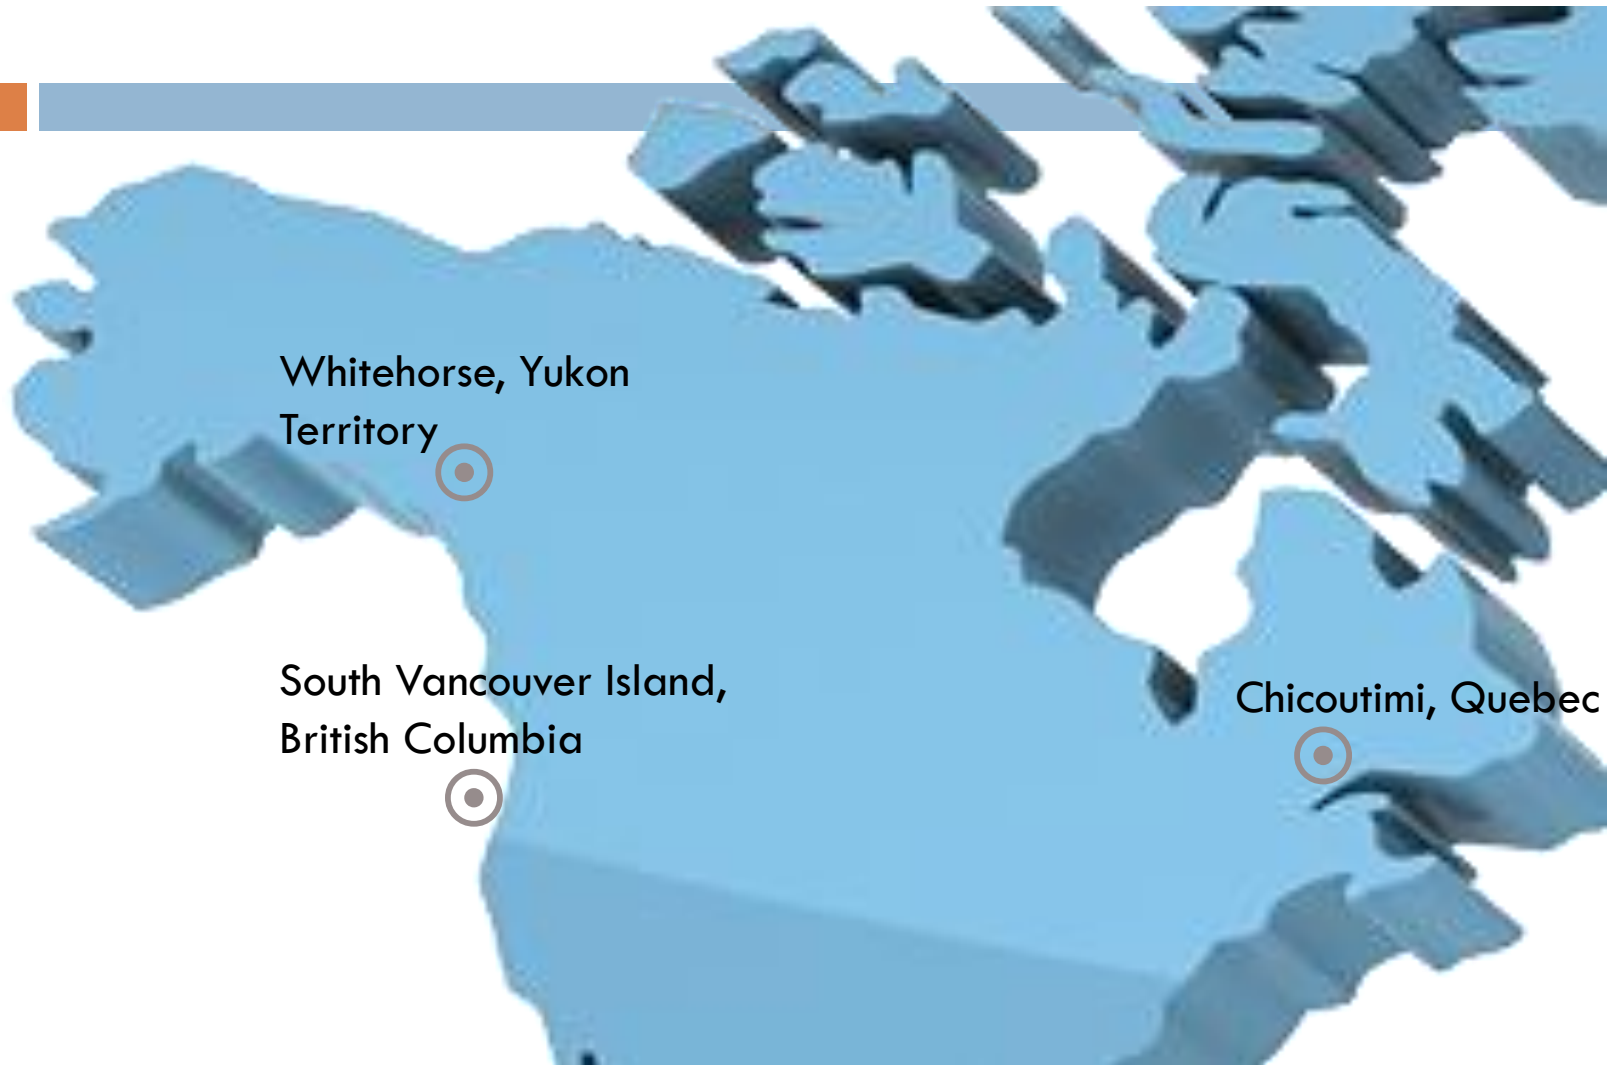 Whitehorse, Yukon
Territory
South Vancouver Island,
British Columbia
Chicoutimi, Quebec